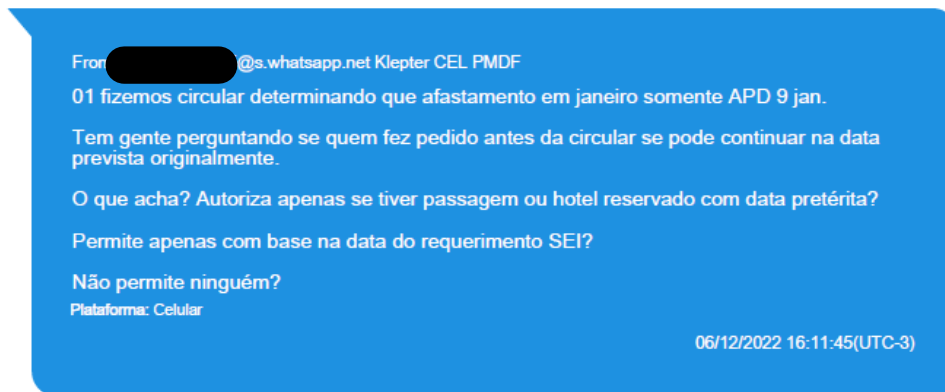 From @s.whatsapp.net Klepter CEL PMDF
01 fizemos circular determinando que afastamento em janeiro somente APD 9 jan.
Tem gente perguntando se quem fez pedido antes da circular se pode continuar na data
prevista originalmente.
O que acha? Autoriza apenas se tiver passagem ou hotel reservado com data pretérita?
Permite apenas com base na data do requerimento SEI?
Não permite ninguém?
Plataforma: Celular
06/12/2022 16:11:45(UTC-3)